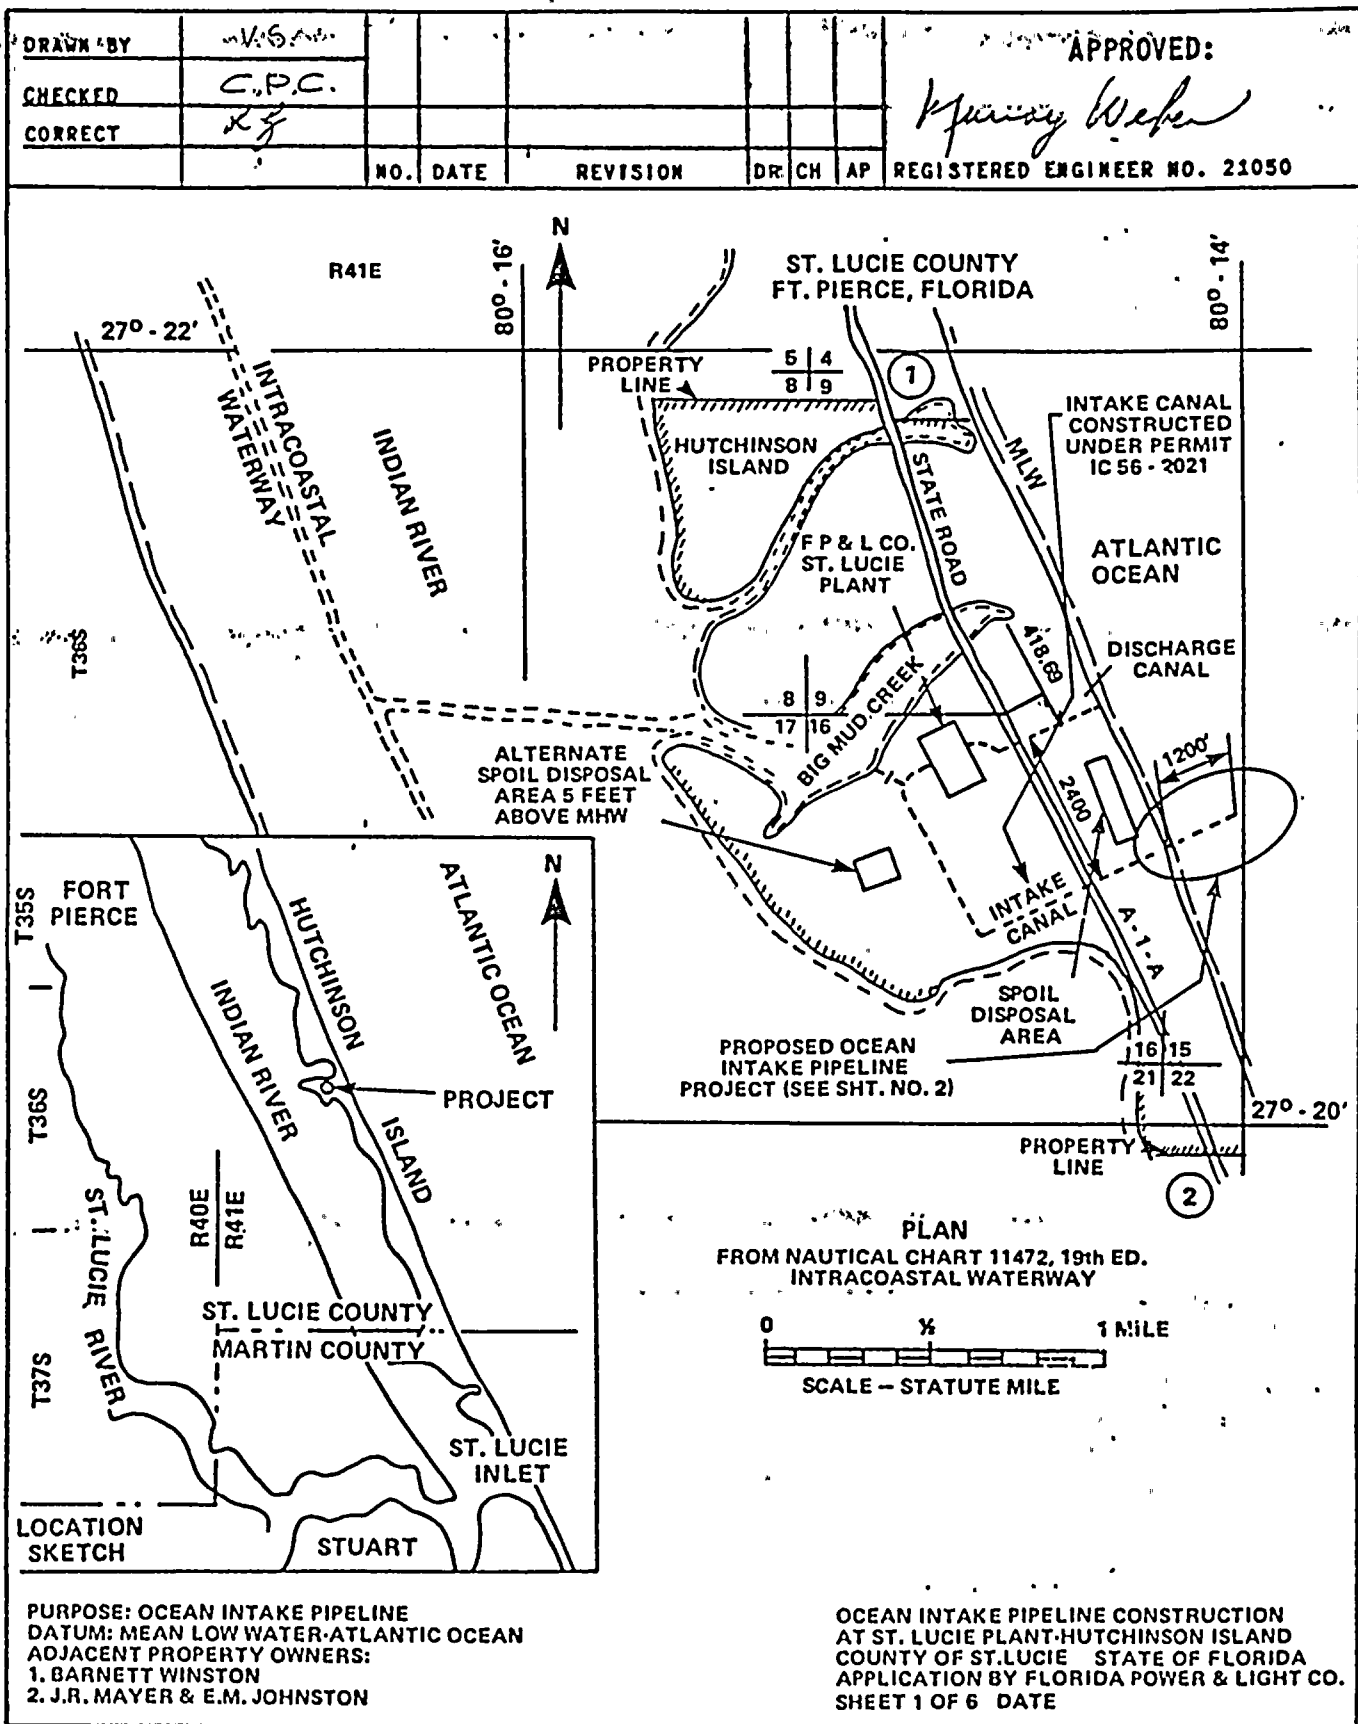 DRAWN BY V.S.
CHECKED C.P.C.
CORRECT
NO. DATE REVISION DR CH AP
APPROVED:
REGISTERED ENGINEER NO. 21050
N
R41E
80º - 16'
80º - 14'
27º - 22'
ST. LUCIE COUNTY
FT. PIERCE, FLORIDA
PROPERTY
LINE
5 4
8 9
1
INTRACOASTAL
WATERWAY
INDIAN RIVER
HUTCHINSON
ISLAND
STATE ROAD
MLW
INTAKE CANAL
CONSTRUCTED
UNDER PERMIT
IC 56 - 2021
F P & L CO.
ST. LUCIE
PLANT
ATLANTIC
OCEAN
T36S
418.69
DISCHARGE
CANAL
8 9
17 16
BIG MUD CREEK
ALTERNATE
SPOIL DISPOSAL
AREA 5 FEET
ABOVE MHW
1200'
2400
INTAKE
CANAL
A-1-A
SPOIL
DISPOSAL
AREA
PROPOSED OCEAN
INTAKE PIPELINE
PROJECT (SEE SHT. NO. 2)
16 15
21 22
27º - 20'
PROPERTY
LINE
2
PLAN
FROM NAUTICAL CHART 11472, 19th ED.
INTRACOASTAL WATERWAY
0 ½ 1 MILE
SCALE – STATUTE MILE
T35S
FORT
PIERCE
N
HUTCHINSON
ISLAND
ATLANTIC OCEAN
INDIAN RIVER
PROJECT
T36S
R40E
R41E
ST. LUCIE
RIVER
ST. LUCIE COUNTY
MARTIN COUNTY
T37S
ST. LUCIE
INLET
LOCATION
SKETCH
STUART
PURPOSE: OCEAN INTAKE PIPELINE
DATUM: MEAN LOW WATER-ATLANTIC OCEAN
ADJACENT PROPERTY OWNERS:
1. BARNETT WINSTON
2. J.R. MAYER & E.M. JOHNSTON
OCEAN INTAKE PIPELINE CONSTRUCTION
AT ST. LUCIE PLANT-HUTCHINSON ISLAND
COUNTY OF ST.LUCIE STATE OF FLORIDA
APPLICATION BY FLORIDA POWER & LIGHT CO.
SHEET 1 OF 6 DATE